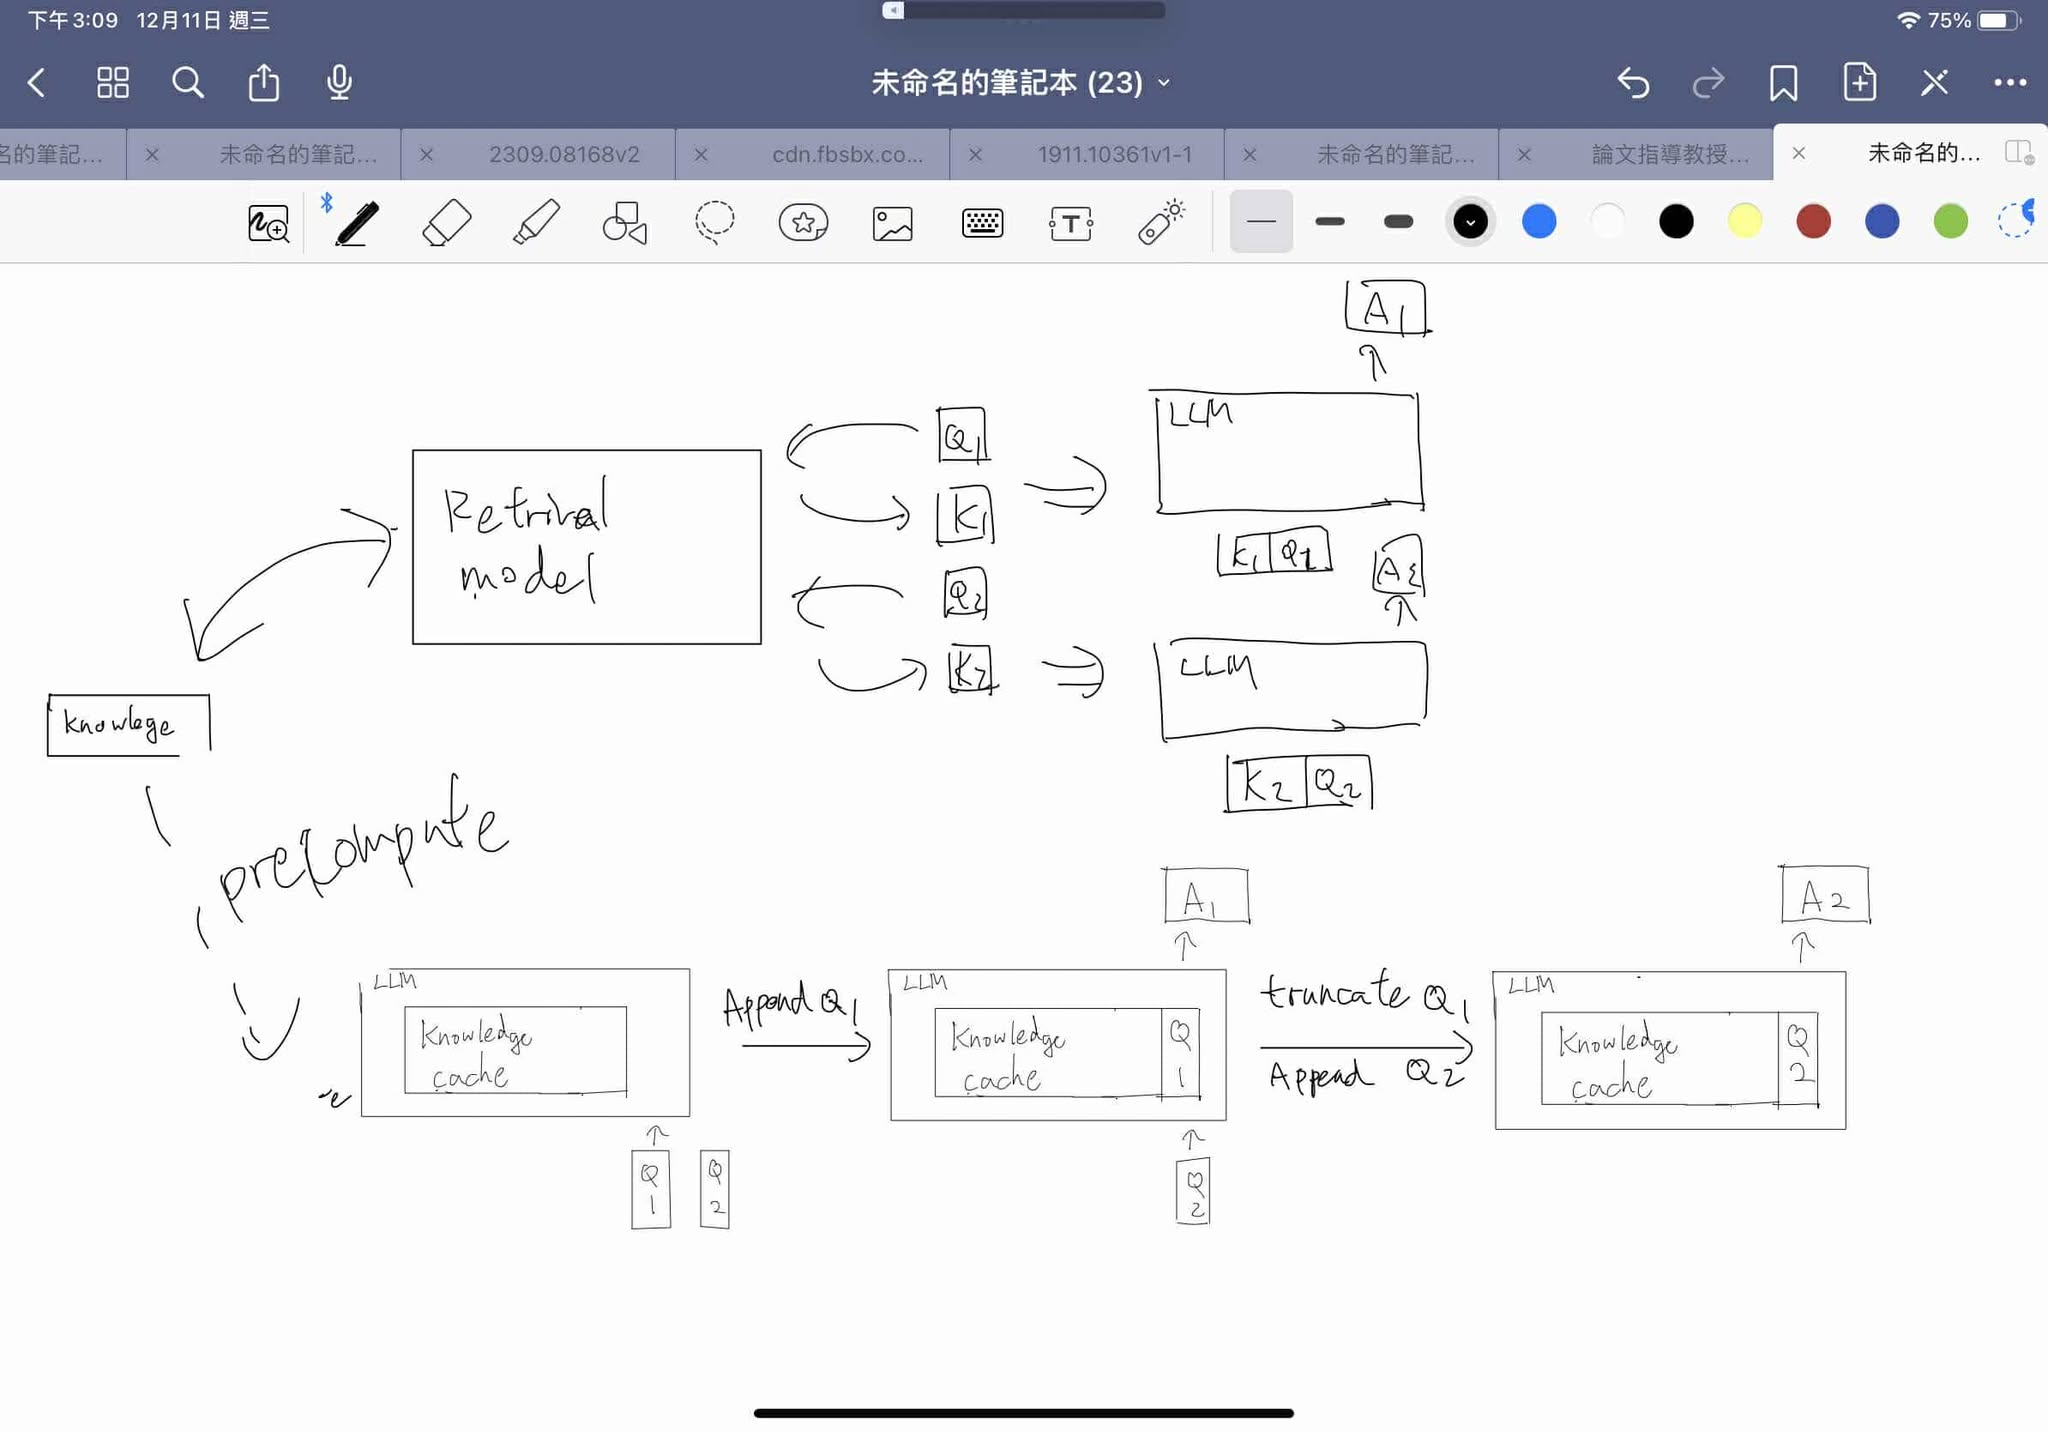 下午3:09 12月11日 週三
75%
未命名的筆記本 (23)
名的筆記...
未命名的筆記...
2309.08168v2
cdn.fbsbx.co...
1911.10361v1-1
未命名的筆記...
論文指導教授...
未命名的...
T
A1
LLM
Q1
Retrival
model
K1
K1 Q1
A2
Q2
K2
LLM
Knowlege
K2 Q2
precompute
A1
A2
LLM
Knowledge
cache
Append Q1
LLM
Knowledge
cache
Q
1
truncate Q1
Append Q2
LLM
Knowledge
cache
Q
2
Q
1
Q
2
Q
2